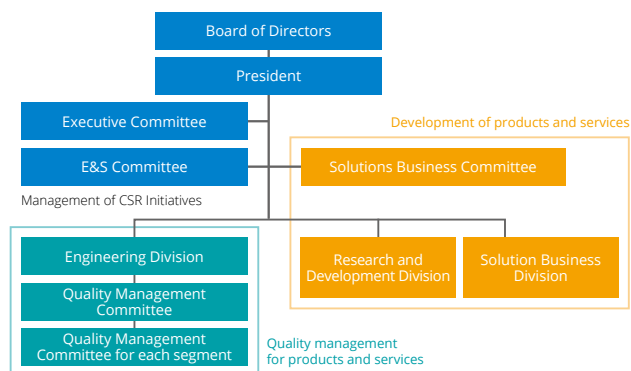 Board of Directors
President
Executive Committee
Development of products and services
E&S Committee
Solutions Business Committee
Management of CSR Initiatives
Engineering Division
Research and
Development Division
Solution Business
Division
Quality Management
Committee
Quality Management
Committee for each segment
Quality management
for products and services